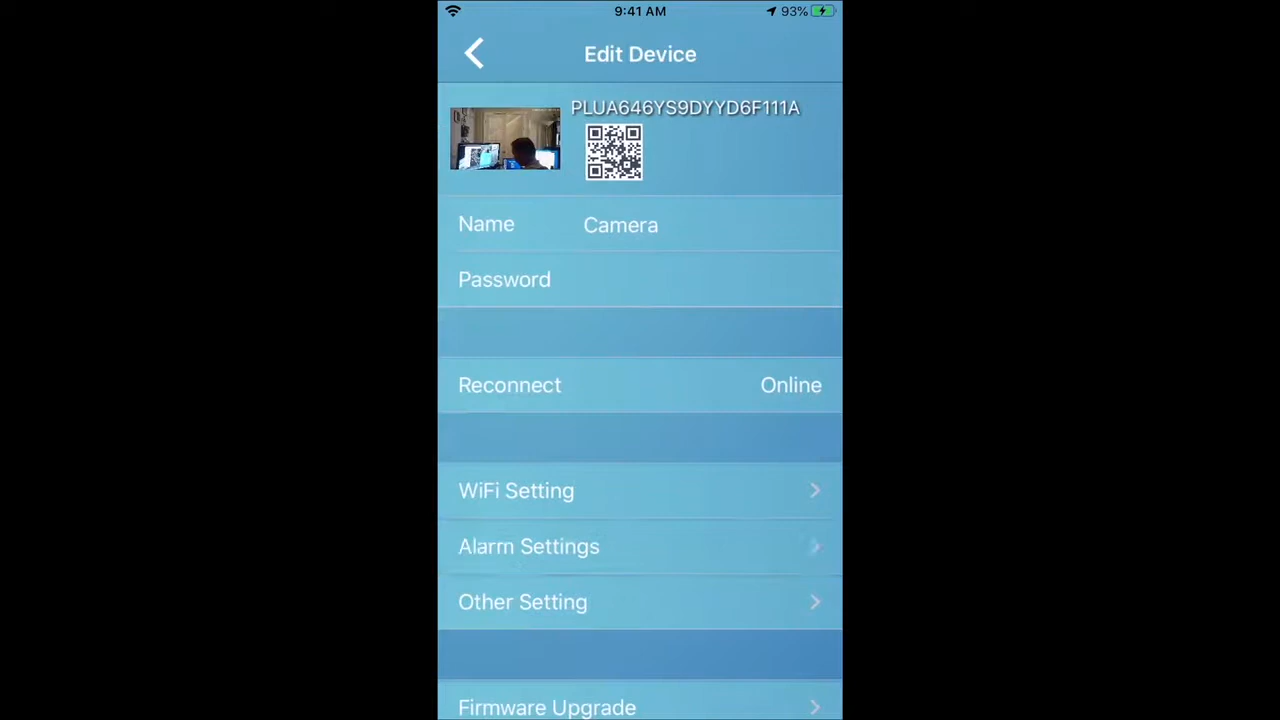 9:41 AM 93%
Edit Device
PLUA646YS9DYYD6F111A
Name Camera
Password
Reconnect Online
WiFi Setting
Alarm Settings
Other Setting
Firmware Upgrade